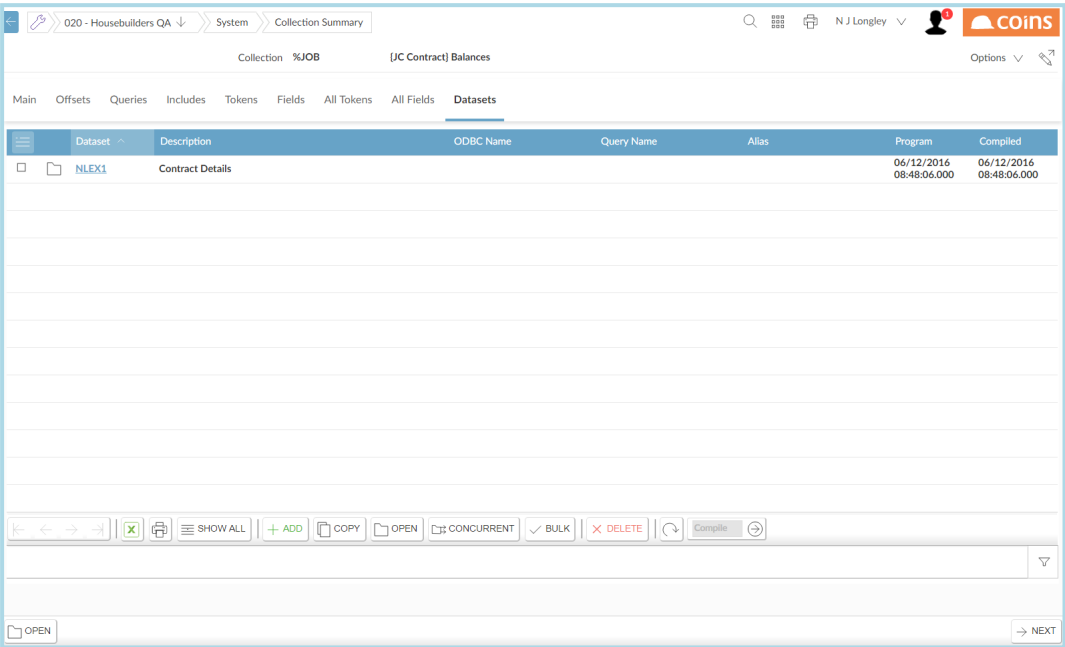 020 - Housebuilders QA System Collection Summary N J Longley 1 coins
Collection %JOB [JC Contract] Balances Options
Main Offsets Queries Includes Tokens Fields All Tokens All Fields Datasets
Dataset Description ODBC Name Query Name Alias Program Compiled
NLEX1 Contract Details 06/12/2016 08:48:06.000 06/12/2016 08:48:06.000
X SHOW ALL + ADD COPY OPEN CONCURRENT BULK DELETE Compile
OPEN NEXT